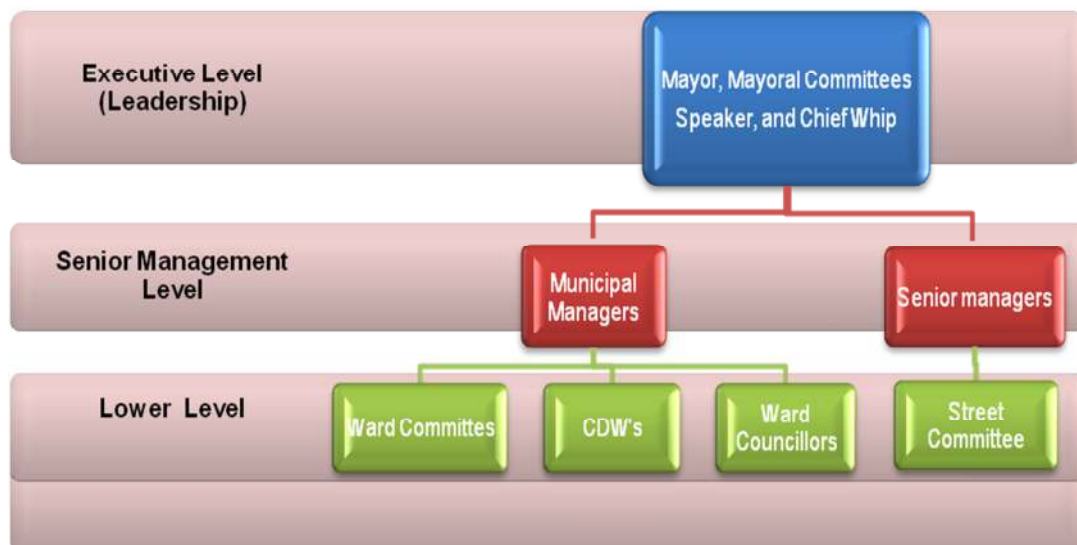 Executive Level
(Leadership)
Mayor, Mayoral Committees
Speaker, and Chief Whip
Senior Management
Level
Municipal
Managers
Senior managers
Lower Level
Ward Committes
CDW's
Ward
Councillors
Street
Committee